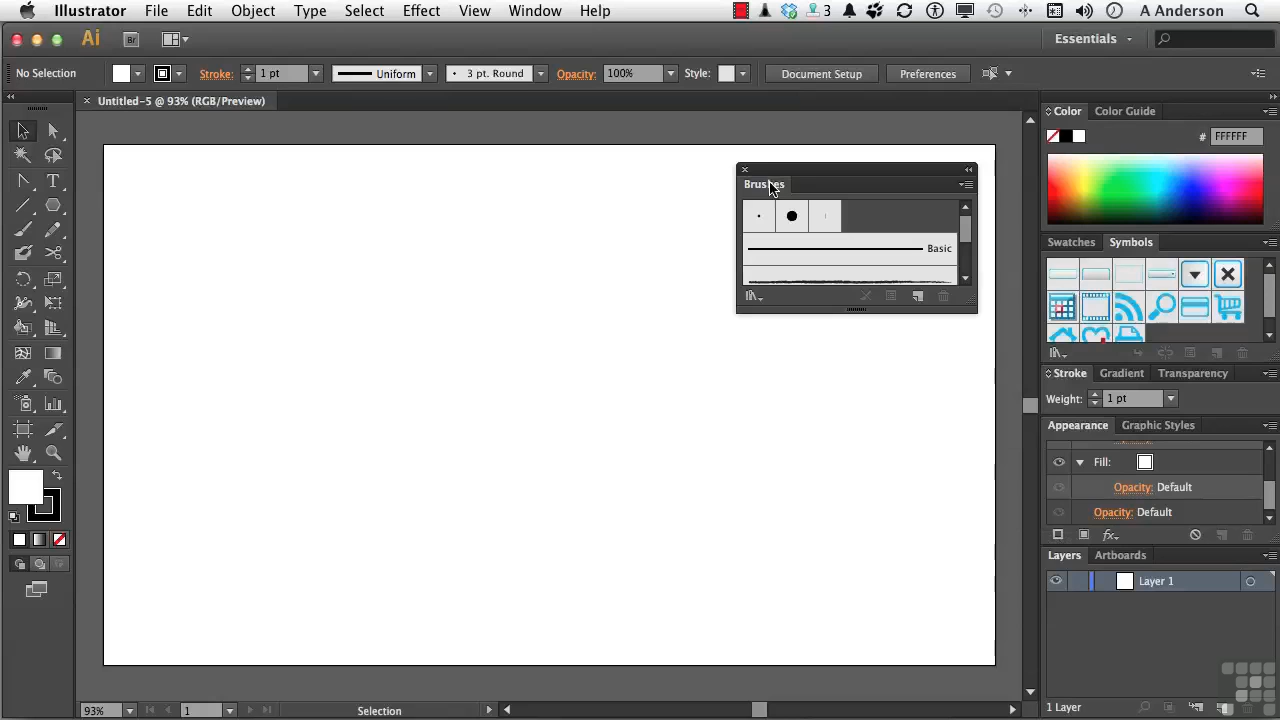 Illustrator File Edit Object Type Select Effect View Window Help 3 A Anderson
Ai Br Essentials
No Selection Stroke: 1 pt Uniform 3 pt. Round Opacity: 100% Style: Document Setup Preferences
Untitled-5 @ 93% (RGB/Preview)
Color Color Guide
# FFFFFF
Brushes
Basic
Swatches Symbols
Stroke Gradient Transparency
Weight: 1 pt
Appearance Graphic Styles
Fill:
Opacity: Default
Opacity: Default
fx
Layers Artboards
Layer 1
1 Layer
93% 1 Selection